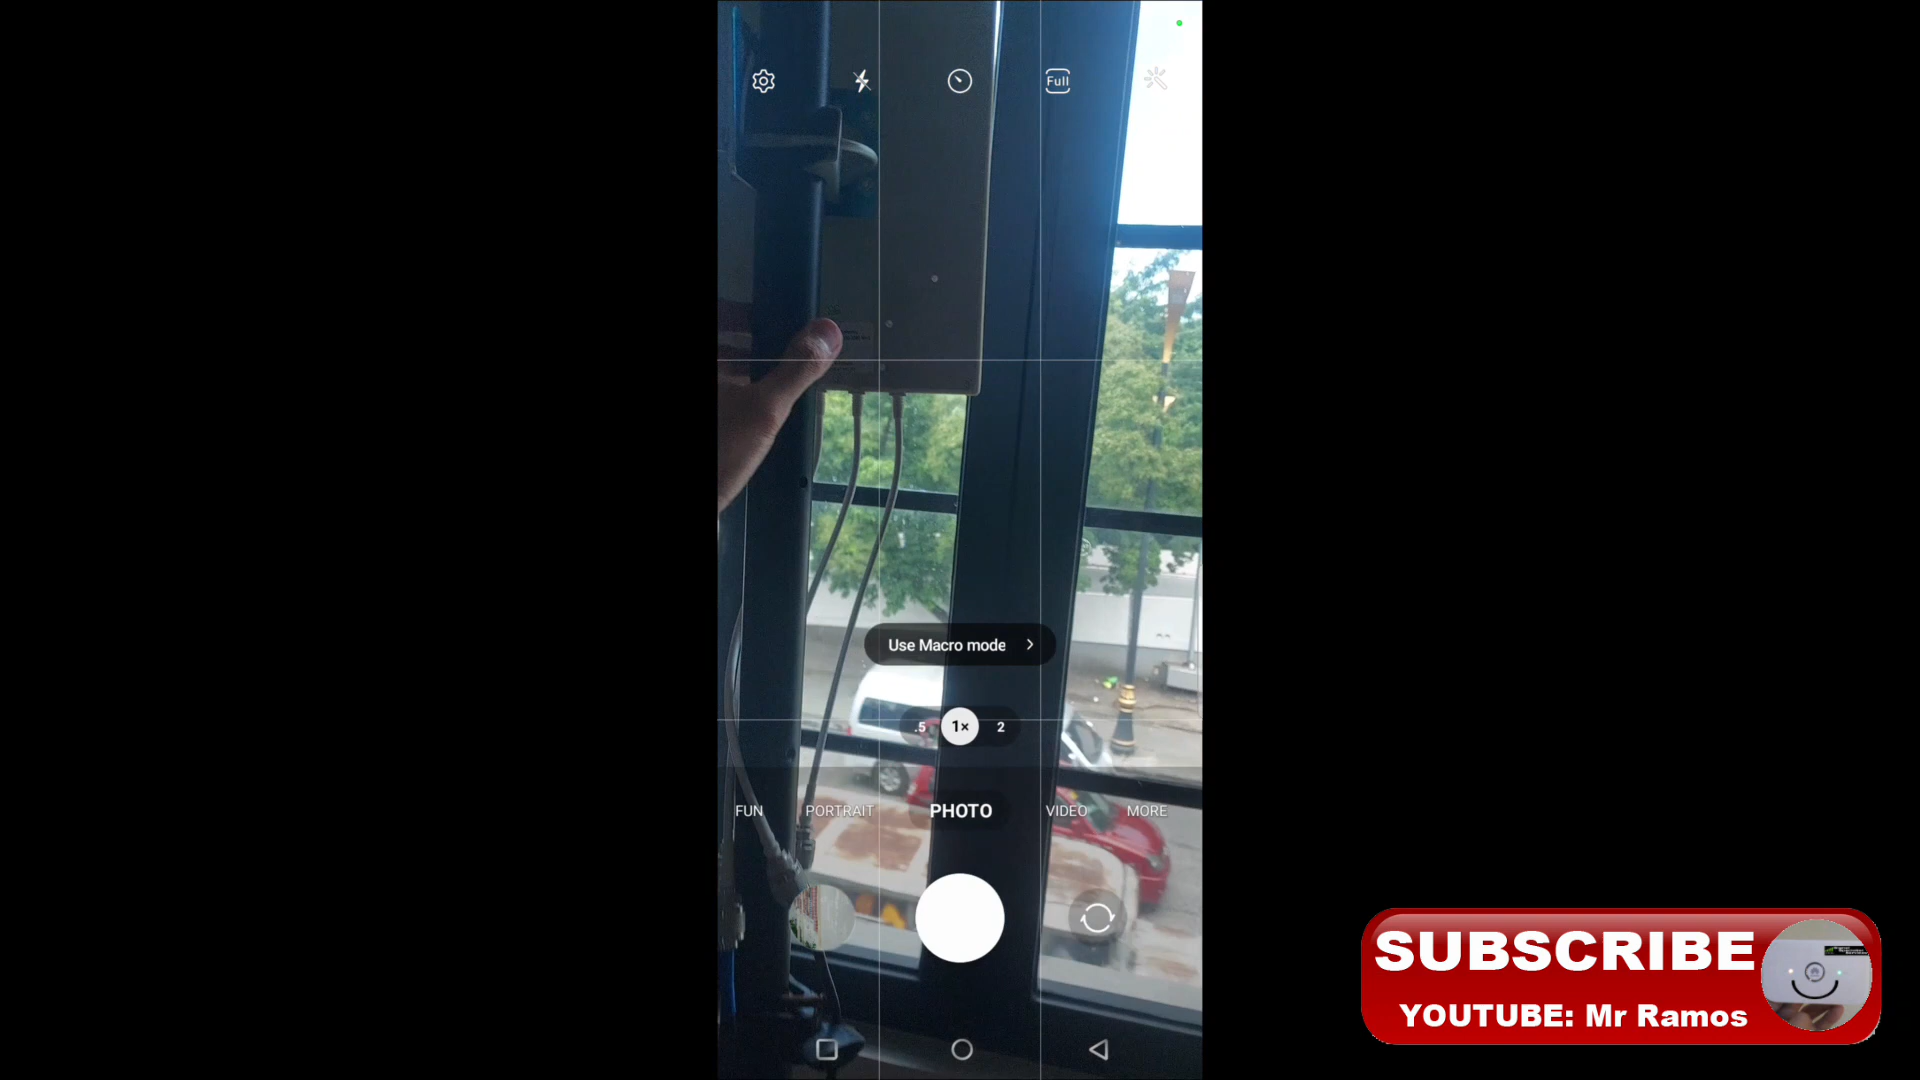 Full
Use Macro mode
.5 1× 2
FUN PORTRAIT PHOTO VIDEO MORE
SUBSCRIBE
YOUTUBE: Mr Ramos